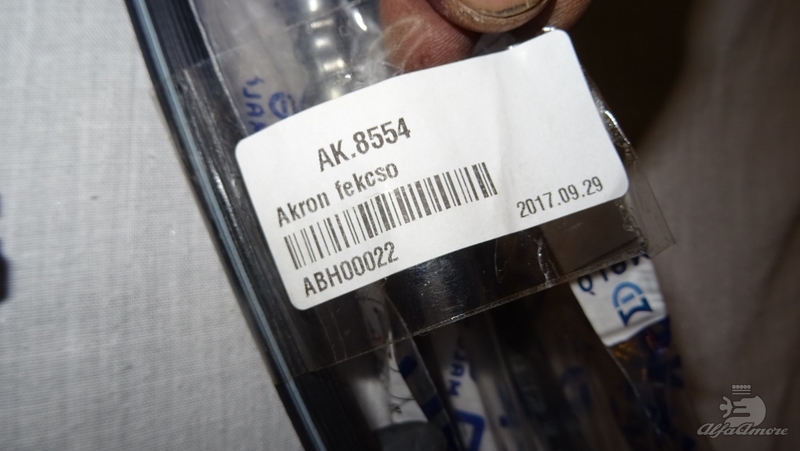 AK.8554
Akron fekcso
2017.09.29
ABH00022
AlfaAmore